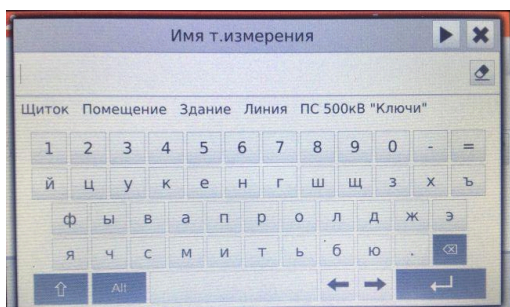 Имя т.измерения
Щиток Помещение Здание Линия ПС 500кВ "Ключи"
1 2 3 4 5 6 7 8 9 0 - =
й ц у к е н г ш щ з х ъ
ф ы в а п р о л д ж э
я ч с м и т ь б ю .
Alt